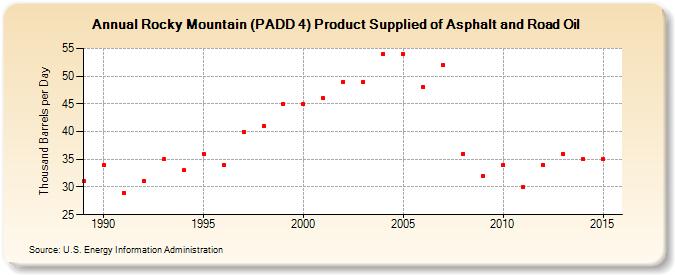 Annual Rocky Mountain (PADD 4) Product Supplied of Asphalt and Road Oil
Thousand Barrels per Day
55
50
45
40
35
30
25
1990 1995 2000 2005 2010 2015
Source: U.S. Energy Information Administration